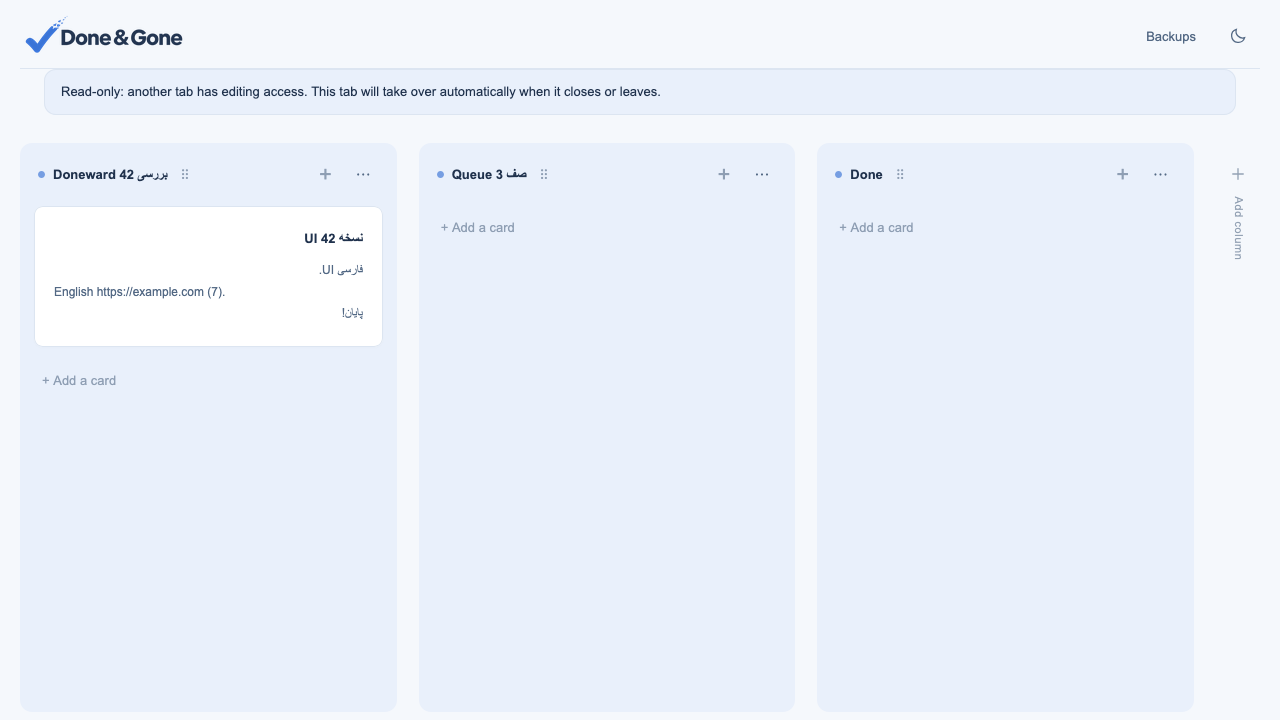 Done & Gone
Backups
Read-only: another tab has editing access. This tab will take over automatically when it closes or leaves.
Doneward 42 بررسی
نسخه 42 UI
فارسی UI.
English https://example.com (7).
پایان!
+ Add a card
Queue 3 صف
+ Add a card
Done
+ Add a card
Add column